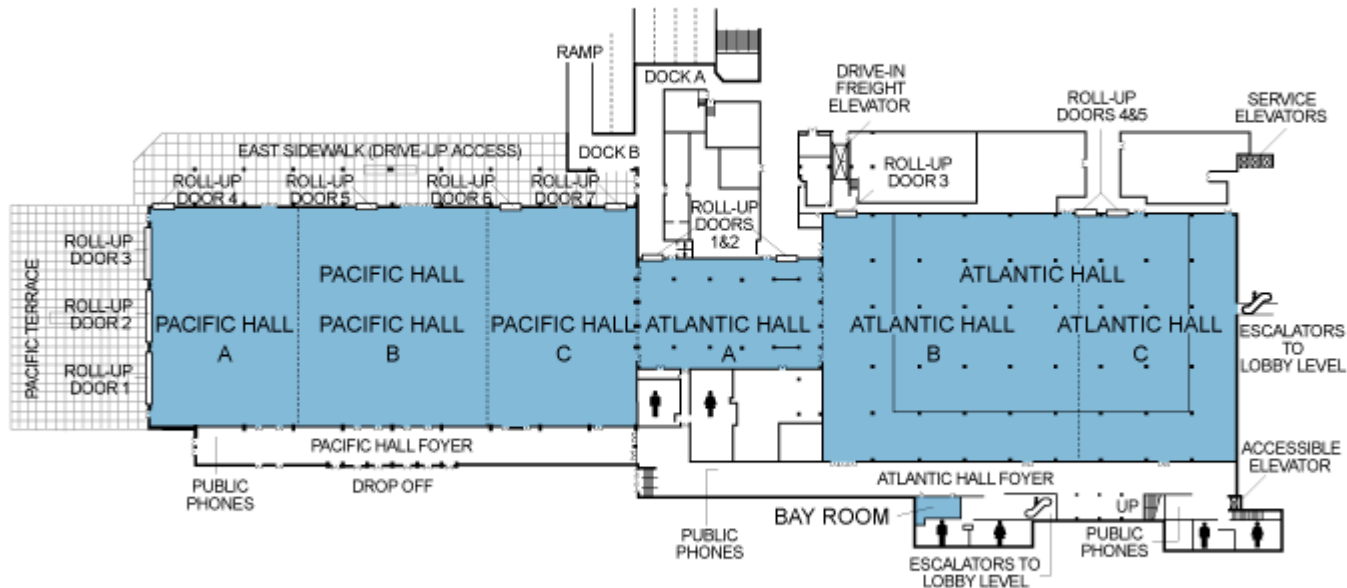 RAMP
DOCK A
DRIVE-IN
FREIGHT
ELEVATOR
ROLL-UP
DOORS 4&5
SERVICE
ELEVATORS
EAST SIDEWALK (DRIVE-UP ACCESS)
DOCK B
ROLL-UP
DOOR 4
ROLL-UP
DOOR 5
ROLL-UP
DOOR 6
ROLL-UP
DOOR 7
ROLL-UP
DOOR 3
ROLL-UP
DOORS
1&2
PACIFIC TERRACE
ROLL-UP
DOOR 3
ROLL-UP
DOOR 2
ROLL-UP
DOOR 1
PACIFIC HALL
PACIFIC HALL
A
PACIFIC HALL
B
PACIFIC HALL
C
ATLANTIC HALL
A
ATLANTIC HALL
ATLANTIC HALL
B
ATLANTIC HALL
C
ESCALATORS
TO
LOBBY LEVEL
PACIFIC HALL FOYER
PUBLIC
PHONES
DROP OFF
ATLANTIC HALL FOYER
ACCESSIBLE
ELEVATOR
PUBLIC
PHONES
BAY ROOM
UP
PUBLIC
PHONES
ESCALATORS TO
LOBBY LEVEL